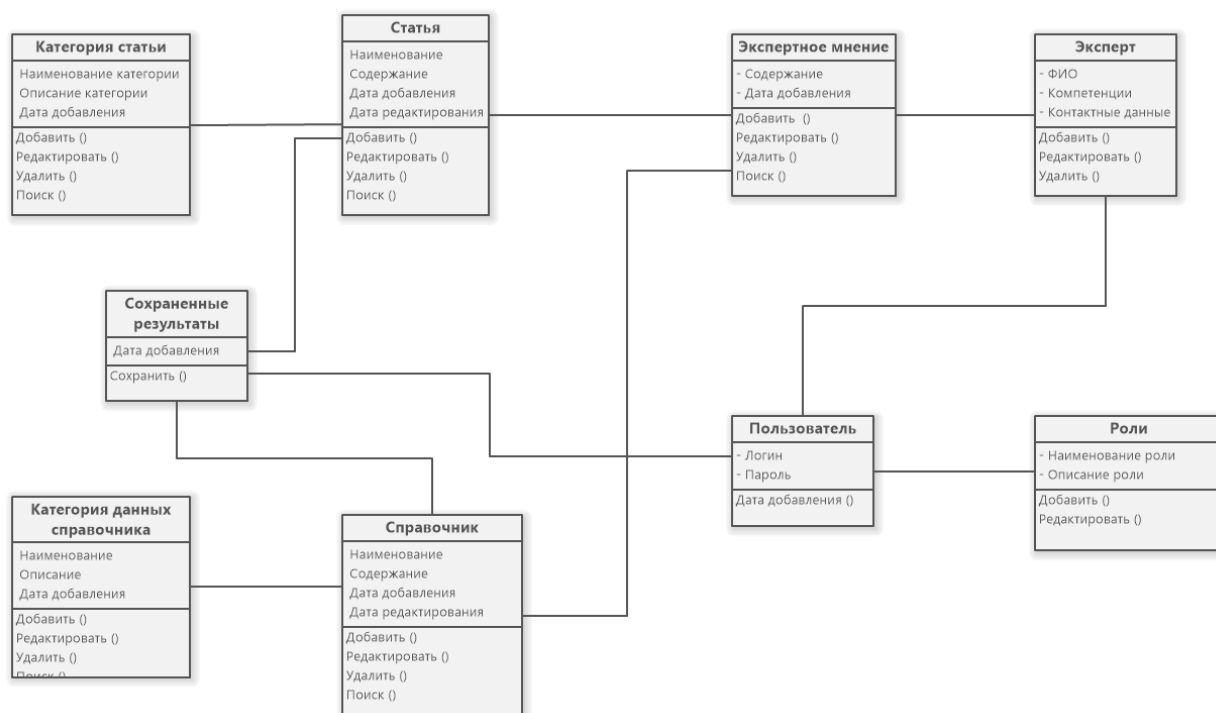 Категория статьи
Наименование категории
Описание категории
Дата добавления
Добавить ()
Редактировать ()
Удалить ()
Поиск ()
Статья
Наименование
Содержание
Дата добавления
Дата редактирования
Добавить ()
Редактировать ()
Удалить ()
Поиск ()
Экспертное мнение
- Содержание
- Дата добавления
Добавить ()
Редактировать ()
Удалить ()
Поиск ()
Эксперт
- ФИО
- Компетенции
- Контактные данные
Добавить ()
Редактировать ()
Удалить ()
Сохраненные
результаты
Дата добавления
Сохранить ()
Пользователь
- Логин
- Пароль
Дата добавления ()
Роли
- Наименование роли
- Описание роли
Добавить ()
Редактировать ()
Категория данных
справочника
Наименование
Описание
Дата добавления
Добавить ()
Редактировать ()
Удалить ()
Поиск ()
Справочник
Наименование
Содержание
Дата добавления
Дата редактирования
Добавить ()
Редактировать ()
Удалить ()
Поиск ()